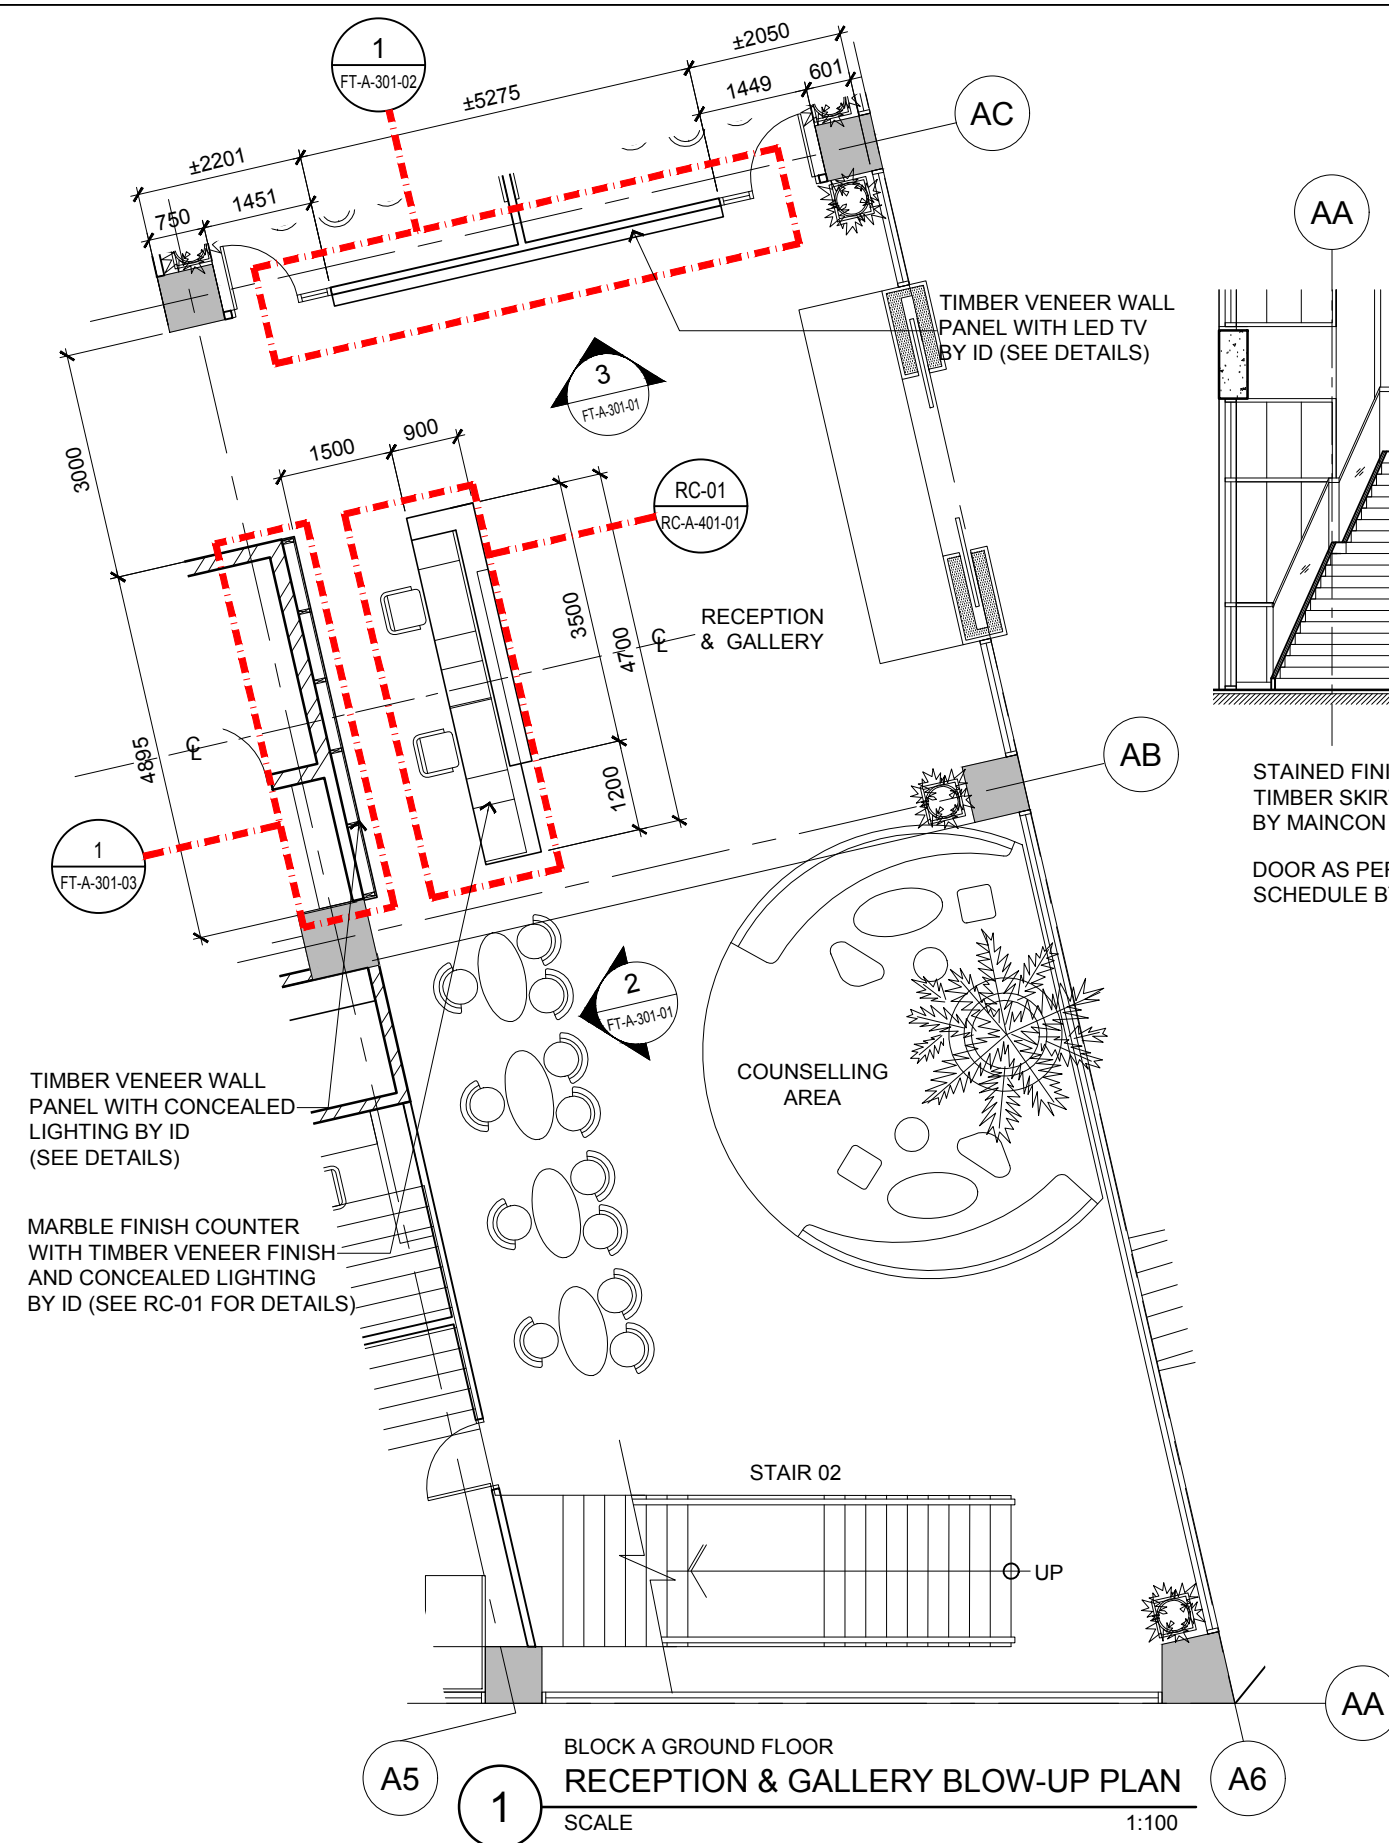 1
FT-A-301-02
±2201
±5275
±2050
750
1451
1449
601
AC
AA
TIMBER VENEER WALL
PANEL WITH LED TV
BY ID (SEE DETAILS)
3
FT-A-301-01
3000
1500
900
RC-01
RC-A-401-01
3500
4700
1200
4895
RECEPTION
& GALLERY
AB
1
FT-A-301-03
2
FT-A-301-01
COUNSELLING
AREA
TIMBER VENEER WALL
PANEL WITH CONCEALED
LIGHTING BY ID
(SEE DETAILS)
MARBLE FINISH COUNTER
WITH TIMBER VENEER FINISH
AND CONCEALED LIGHTING
BY ID (SEE RC-01 FOR DETAILS)
STAINED FINI
TIMBER SKIR
BY MAINCON
DOOR AS PER
SCHEDULE B
STAIR 02
UP
AA
A5
A6
1
BLOCK A GROUND FLOOR
RECEPTION & GALLERY BLOW-UP PLAN
SCALE 1:100